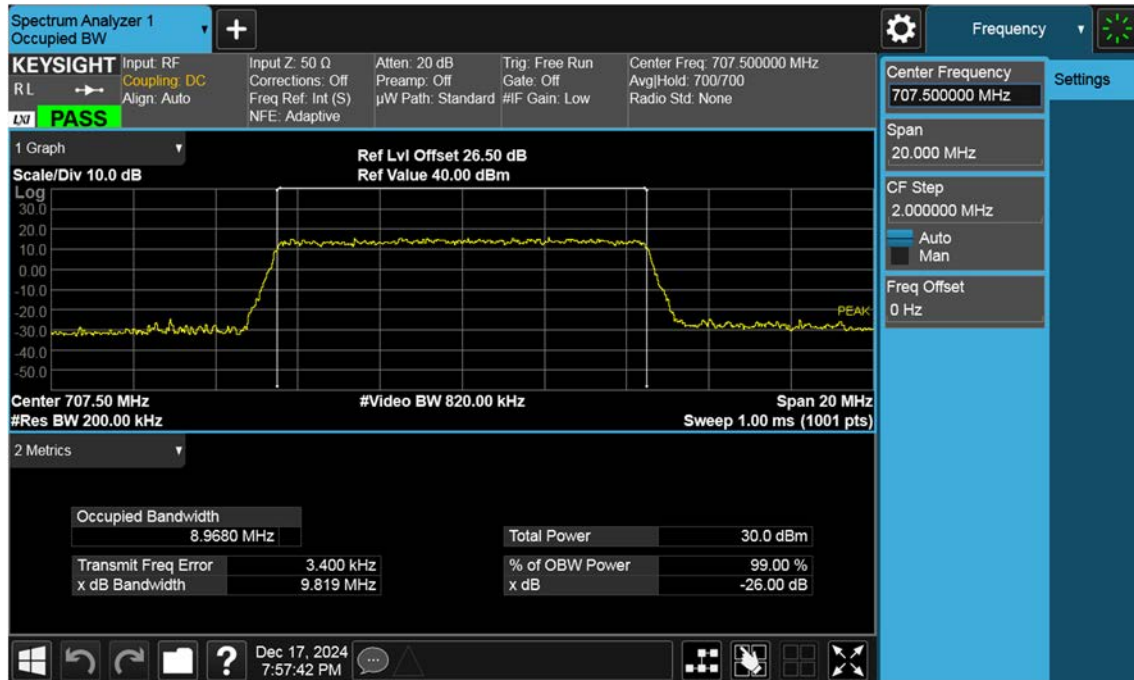 Spectrum Analyzer 1
Occupied BW
Frequency
KEYSIGHT
R L
LXI
PASS
Input: RF
Coupling: DC
Align: Auto
Input Z: 50 Ω
Corrections: Off
Freq Ref: Int (S)
NFE: Adaptive
Atten: 20 dB
Preamp: Off
µW Path: Standard
Trig: Free Run
Gate: Off
#IF Gain: Low
Center Freq: 707.500000 MHz
Avg|Hold: 700/700
Radio Std: None
Center Frequency
707.500000 MHz
Settings
Span
20.000 MHz
CF Step
2.000000 MHz
Auto
Man
Freq Offset
0 Hz
1 Graph
Scale/Div 10.0 dB
Ref Lvl Offset 26.50 dB
Ref Value 40.00 dBm
Log
30.0
20.0
10.0
0.00
-10.0
-20.0
-30.0
-40.0
-50.0
PEAK
Center 707.50 MHz
#Video BW 820.00 kHz
Span 20 MHz
#Res BW 200.00 kHz
Sweep 1.00 ms (1001 pts)
2 Metrics
Occupied Bandwidth
8.9680 MHz
Total Power 30.0 dBm
Transmit Freq Error 3.400 kHz
% of OBW Power 99.00 %
x dB Bandwidth 9.819 MHz
x dB -26.00 dB
?
Dec 17, 2024
7:57:42 PM